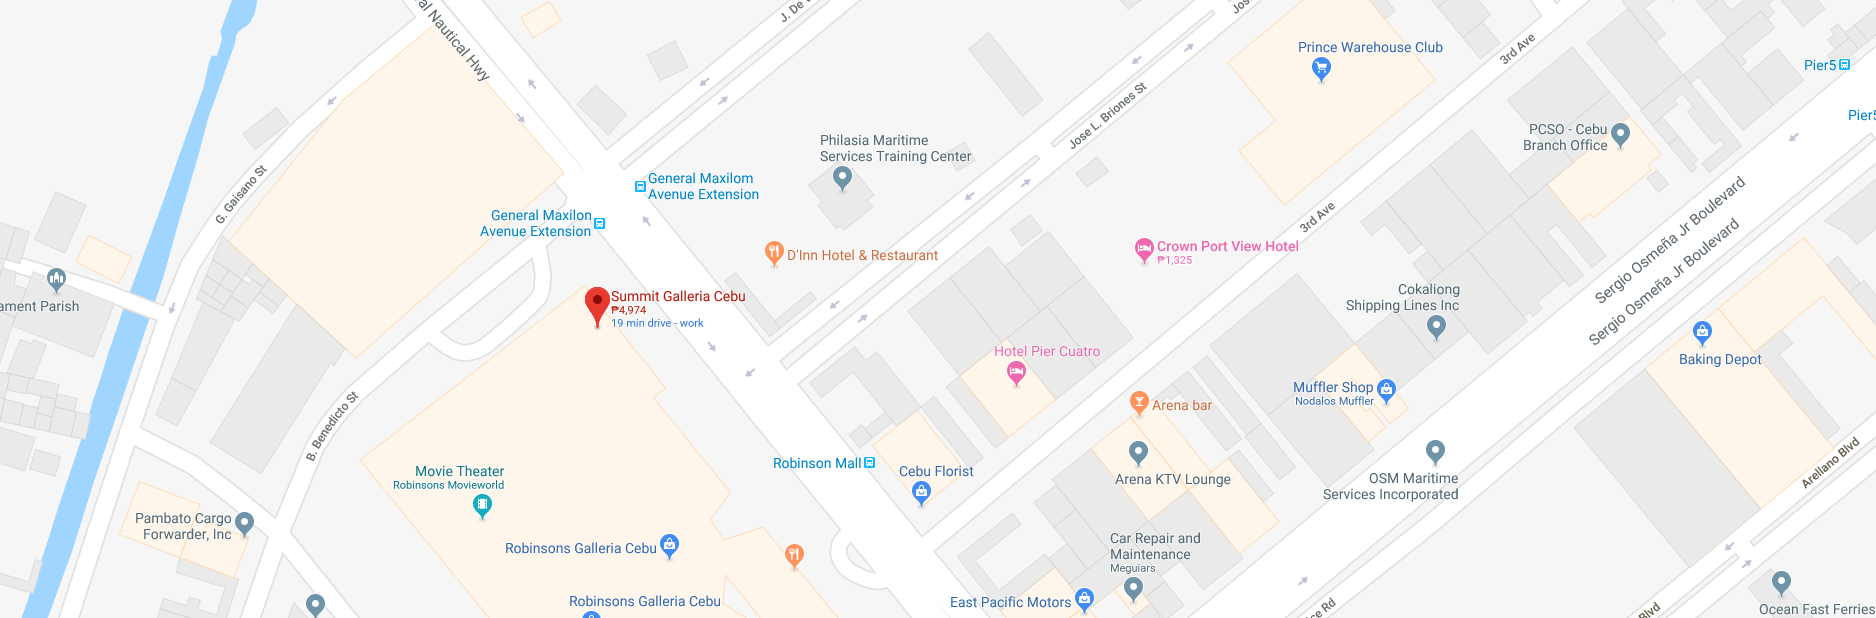 ral Nautical Hwy
J. De V
Jos
Prince Warehouse Club
3rd Ave
Pier5
Pier5
Jose L. Briones St
Philasia Maritime
Services Training Center
PCSO - Cebu
Branch Office
General Maxilom
Avenue Extension
General Maxilon
Avenue Extension
G. Gaisano St
Sergio Osmeña Jr Boulevard
Sergio Osmeña Jr Boulevard
3rd Ave
D'Inn Hotel & Restaurant
Crown Port View Hotel
₱1,325
ament Parish
Summit Galleria Cebu
₱4,974
19 min drive - work
Cokaliong
Shipping Lines Inc
Hotel Pier Cuatro
Baking Depot
Muffler Shop
Nodalos Muffler
Arena bar
B. Benedicto St
Robinson Mall
Cebu Florist
Movie Theater
Robinsons Movieworld
Arena KTV Lounge
OSM Maritime
Services Incorporated
Arellano Blvd
Pambato Cargo
Forwarder, Inc
Robinsons Galleria Cebu
Car Repair and
Maintenance
Meguiars
Robinsons Galleria Cebu
East Pacific Motors
ice Rd
Blvd
Ocean Fast Ferries